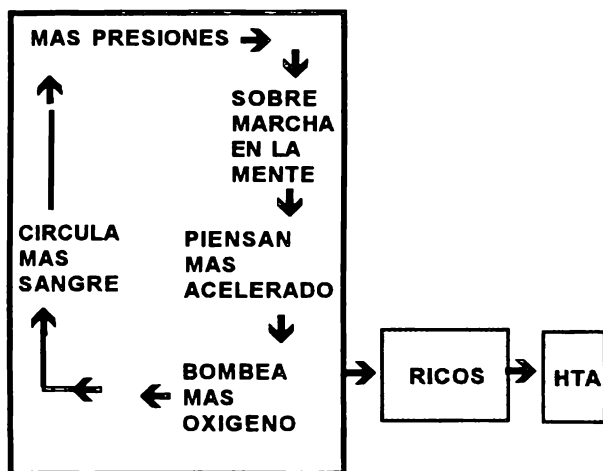 MAS PRESIONES
SOBRE
MARCHA
EN LA
MENTE
PIENSAN
MAS
ACELERADO
BOMBEA
MAS
OXIGENO
CIRCULA
MAS
SANGRE
RICOS
HTA